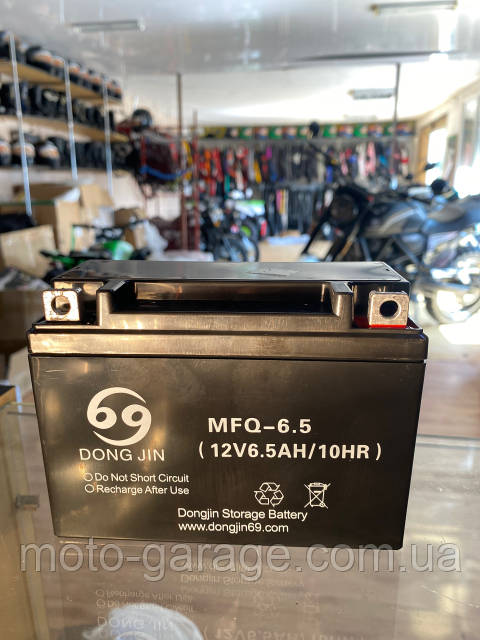 69
DONG JIN
Do Not Short Circuit
Recharge After Use
MFQ-6.5
(12V6.5AH/10HR)
Dongjin Storage Battery
www.dongjin69.com
moto-garage.com.ua